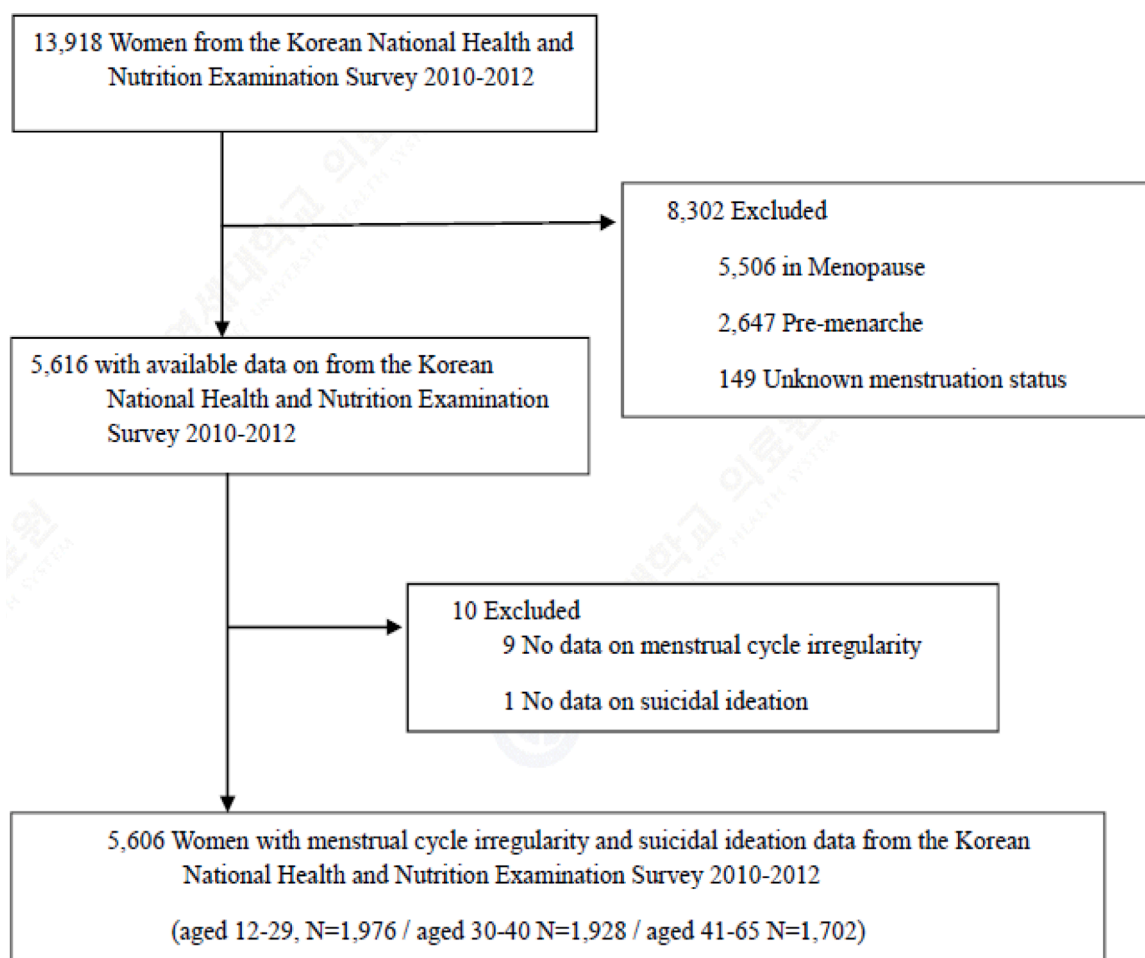 13,918 Women from the Korean National Health and
Nutrition Examination Survey 2010-2012
8,302 Excluded
5,506 in Menopause
2,647 Pre-menarche
149 Unknown menstruation status
5,616 with available data on from the Korean
National Health and Nutrition Examination
Survey 2010-2012
10 Excluded
9 No data on menstrual cycle irregularity
1 No data on suicidal ideation
5,606 Women with menstrual cycle irregularity and suicidal ideation data from the Korean
National Health and Nutrition Examination Survey 2010-2012
(aged 12-29, N=1,976 / aged 30-40 N=1,928 / aged 41-65 N=1,702)